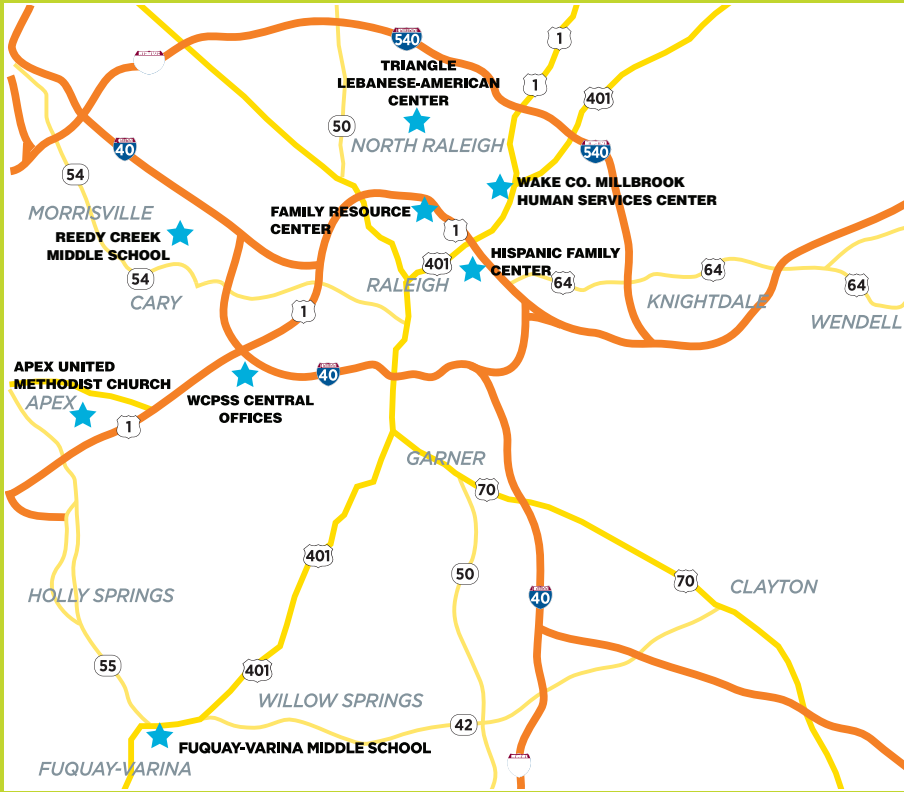 1
540
TRIANGLE
LEBANESE-AMERICAN
CENTER
1
401
50
NORTH RALEIGH
40
540
54
WAKE CO. MILLBROOK
HUMAN SERVICES CENTER
MORRISVILLE
FAMILY RESOURCE
CENTER
REEDY CREEK
MIDDLE SCHOOL
1
HISPANIC FAMILY
CENTER
401
54
RALEIGH
64
64
64
CARY
KNIGHTDALE
WENDELL
1
APEX UNITED
METHODIST CHURCH
40
WCPSS CENTRAL
OFFICES
APEX
1
GARNER
70
401
50
70
CLAYTON
40
HOLLY SPRINGS
55
401
WILLOW SPRINGS
42
FUQUAY-VARINA MIDDLE SCHOOL
FUQUAY-VARINA